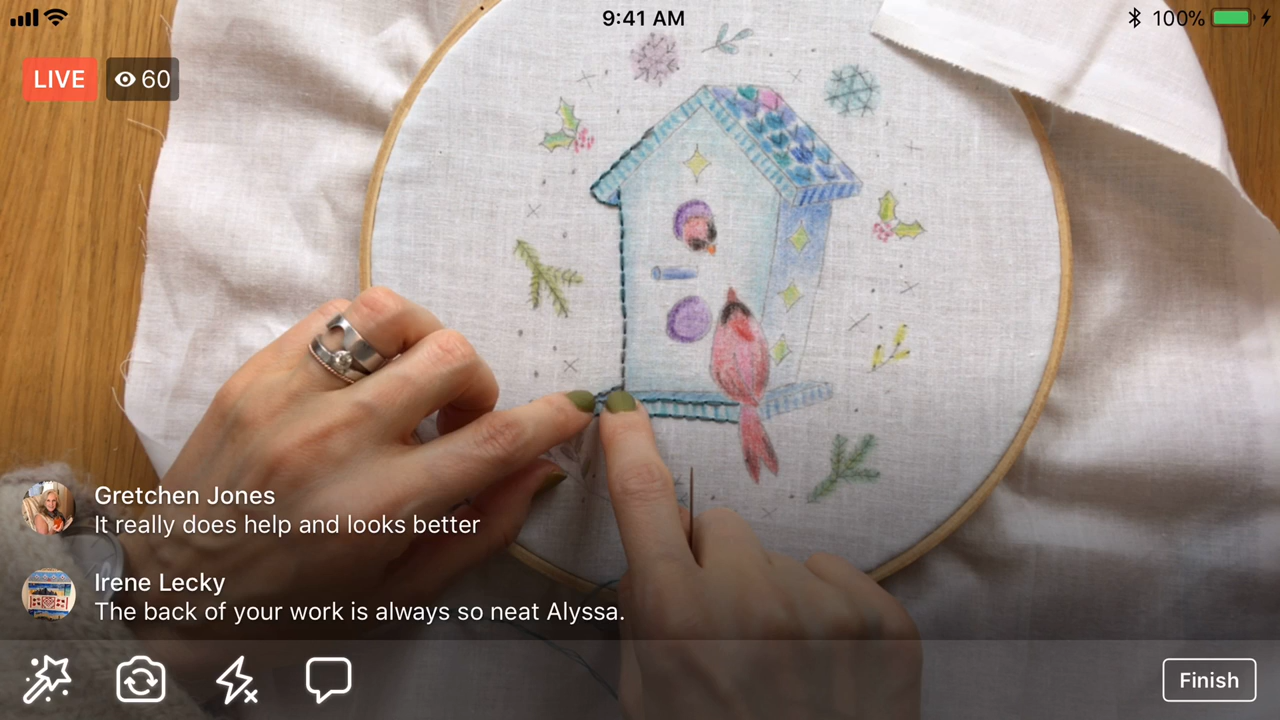 9:41 AM
100%
LIVE
60
Gretchen Jones
It really does help and looks better
Irene Lecky
The back of your work is always so neat Alyssa.
Finish